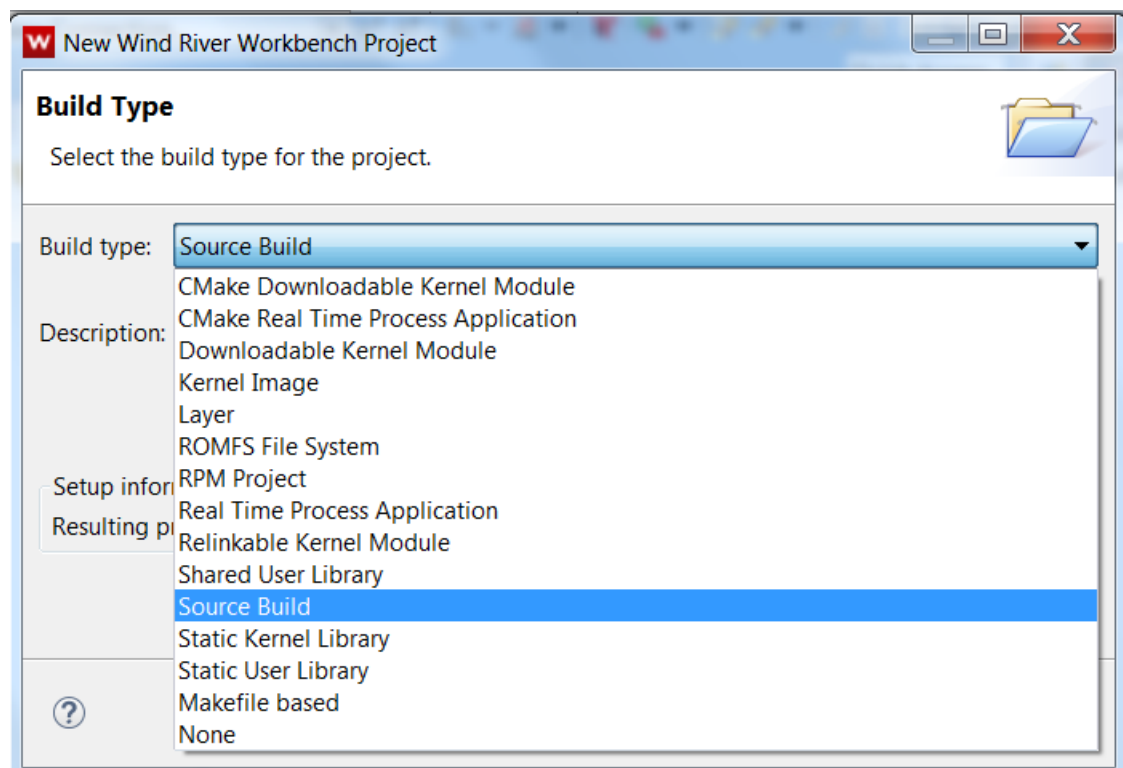 New Wind River Workbench Project
Build Type
Select the build type for the project.
Build type: Source Build
CMake Downloadable Kernel Module
CMake Real Time Process Application
Description:
Downloadable Kernel Module
Kernel Image
Layer
ROMFS File System
RPM Project
Setup infor
Real Time Process Application
Resulting p
Relinkable Kernel Module
Shared User Library
Source Build
Static Kernel Library
Static User Library
Makefile based
None